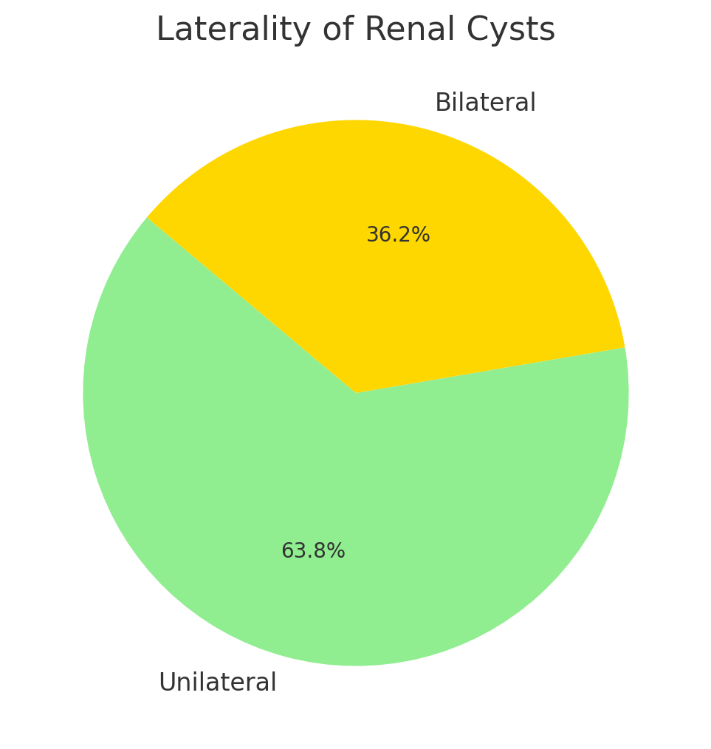 Laterality of Renal Cysts
Bilateral
36.2%
63.8%
Unilateral